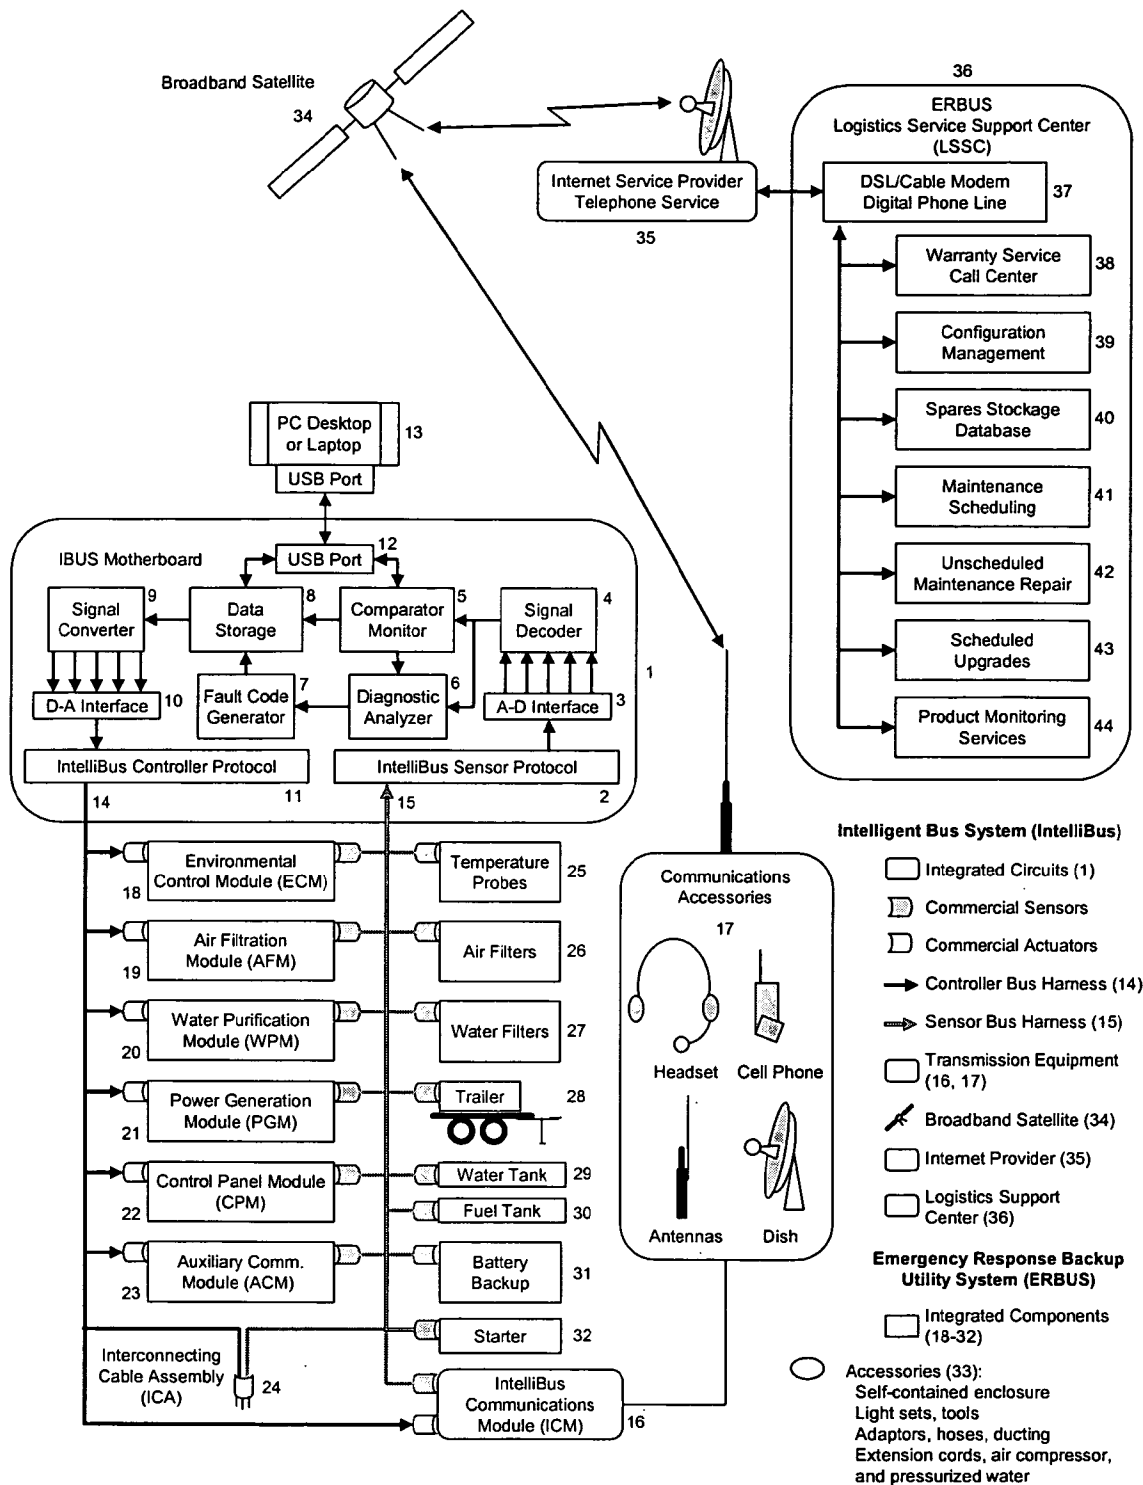 Broadband Satellite
34
Internet Service Provider
Telephone Service
35
36
ERBUS
Logistics Service Support Center
(LSSC)
DSL/Cable Modem
Digital Phone Line
37
Warranty Service
Call Center
38
Configuration
Management
39
Spares Stockage
Database
40
Maintenance
Scheduling
41
Unscheduled
Maintenance Repair
42
Scheduled
Upgrades
43
Product Monitoring
Services
44
PC Desktop
or Laptop
13
USB Port
IBUS Motherboard
USB Port
12
Signal
Converter
9
Data
Storage
8
Comparator
Monitor
5
Signal
Decoder
4
1
D-A Interface
10
Fault Code
Generator
7
Diagnostic
Analyzer
6
A-D Interface
3
IntelliBus Controller Protocol
11
IntelliBus Sensor Protocol
2
14
15
Environmental
Control Module (ECM)
18
Temperature
Probes
25
Air Filtration
Module (AFM)
19
Air Filters
26
Water Purification
Module (WPM)
20
Water Filters
27
Power Generation
Module (PGM)
21
Trailer
28
Control Panel Module
(CPM)
22
Water Tank
29
Fuel Tank
30
Auxiliary Comm.
Module (ACM)
23
Battery
Backup
31
Starter
32
Interconnecting
Cable Assembly
(ICA)
24
IntelliBus
Communications
Module (ICM)
16
Communications
Accessories
17
Headset
Cell Phone
Antennas
Dish
Intelligent Bus System (IntelliBus)
Integrated Circuits (1)
Commercial Sensors
Commercial Actuators
Controller Bus Harness (14)
Sensor Bus Harness (15)
Transmission Equipment
(16, 17)
Broadband Satellite (34)
Internet Provider (35)
Logistics Support
Center (36)
Emergency Response Backup
Utility System (ERBUS)
Integrated Components
(18-32)
Accessories (33):
Self-contained enclosure
Light sets, tools
Adaptors, hoses, ducting
Extension cords, air compressor,
and pressurized water